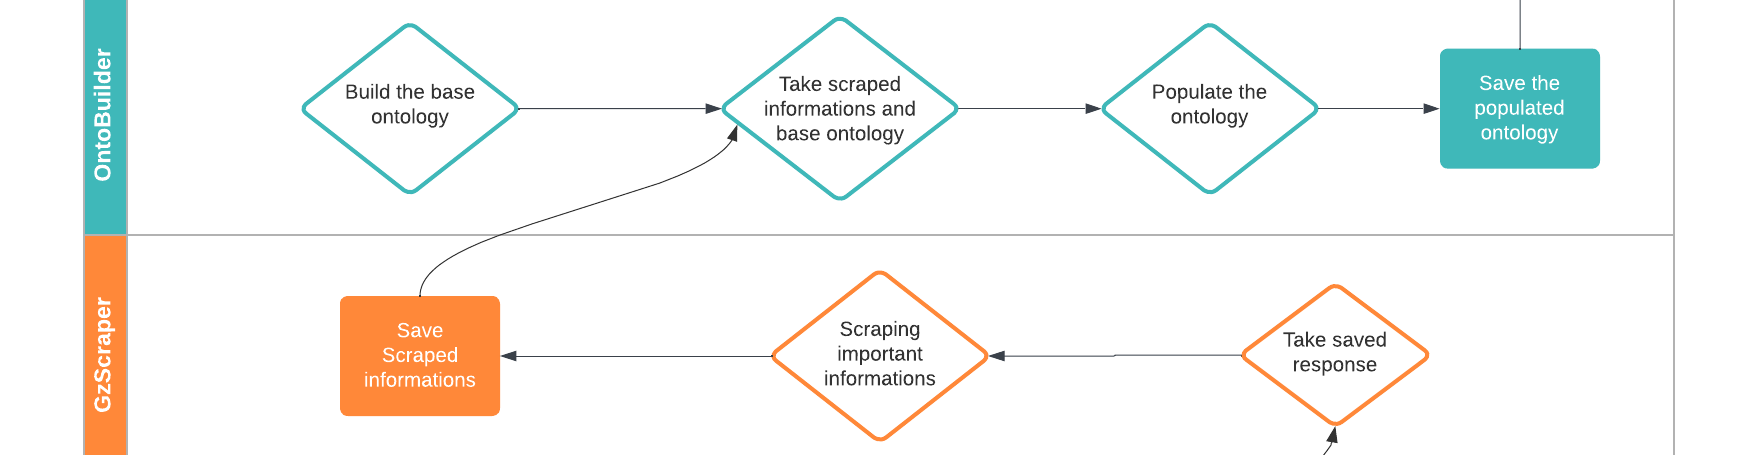 OntoBuilder
Build the base
ontology
Take scraped
informations and
base ontology
Populate the
ontology
Save the
populated
ontology
GzScraper
Save
Scraped
informations
Scraping
important
informations
Take saved
response